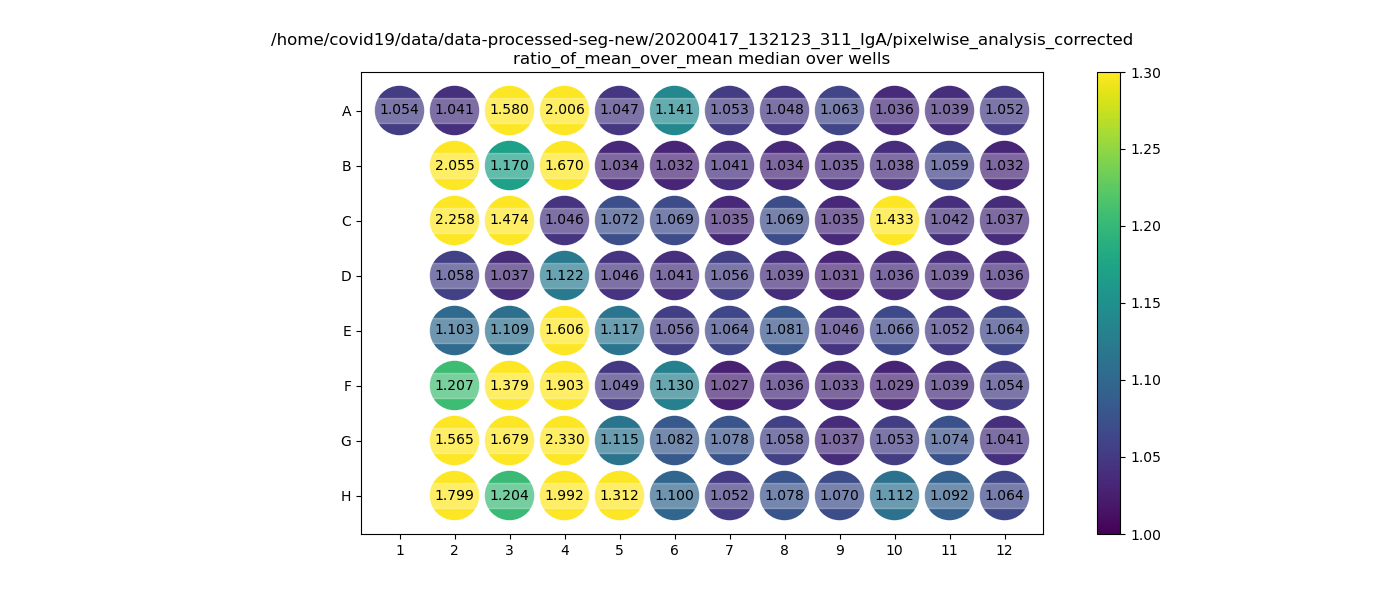 /home/covid19/data/data-processed-seg-new/20200417_132123_311_IgA/pixelwise_analysis_corrected
ratio_of_mean_over_mean median over wells
A 1.054 1.041 1.580 2.006 1.047 1.141 1.053 1.048 1.063 1.036 1.039 1.052
B 2.055 1.170 1.670 1.034 1.032 1.041 1.034 1.035 1.038 1.059 1.032
C 2.258 1.474 1.046 1.072 1.069 1.035 1.069 1.035 1.433 1.042 1.037
D 1.058 1.037 1.122 1.046 1.041 1.056 1.039 1.031 1.036 1.039 1.036
E 1.103 1.109 1.606 1.117 1.056 1.064 1.081 1.046 1.066 1.052 1.064
F 1.207 1.379 1.903 1.049 1.130 1.027 1.036 1.033 1.029 1.039 1.054
G 1.565 1.679 2.330 1.115 1.082 1.078 1.058 1.037 1.053 1.074 1.041
H 1.799 1.204 1.992 1.312 1.100 1.052 1.078 1.070 1.112 1.092 1.064
1 2 3 4 5 6 7 8 9 10 11 12
1.30
1.25
1.20
1.15
1.10
1.05
1.00